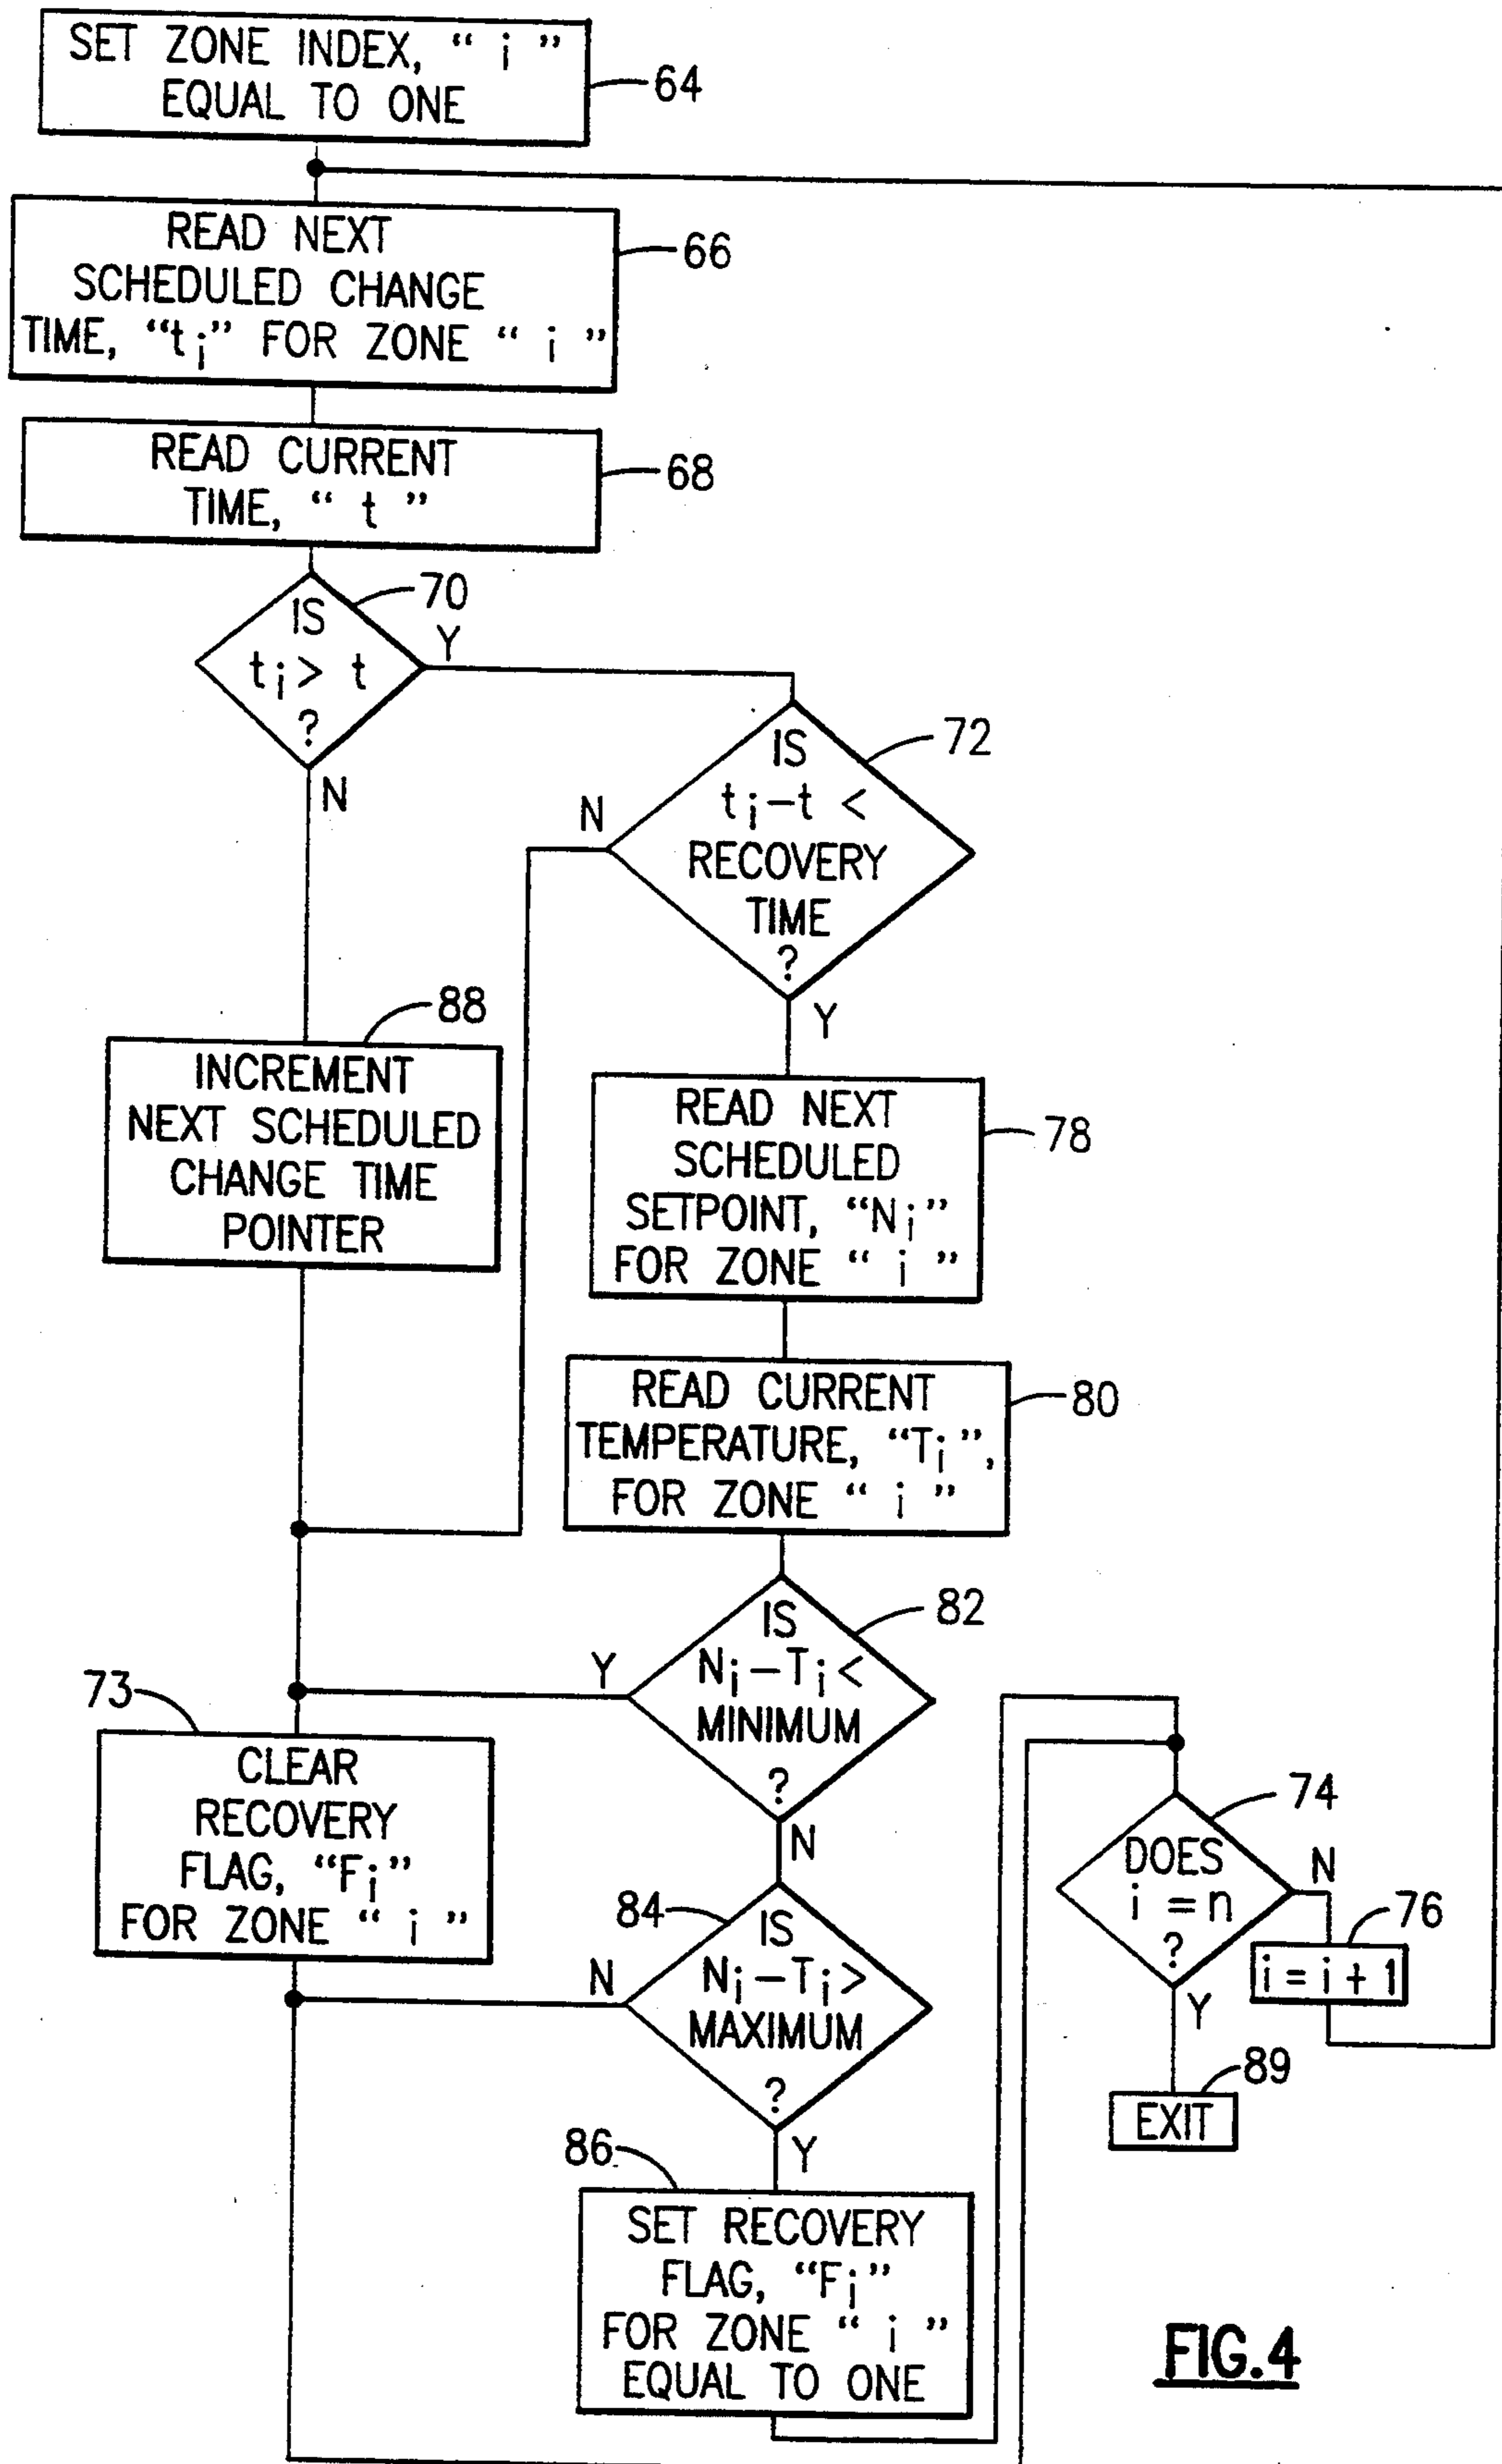 SET ZONE INDEX, “ i ”
EQUAL TO ONE
64
READ NEXT
SCHEDULED CHANGE
TIME, “ti” FOR ZONE “ i ”
66
READ CURRENT
TIME, “ t ”
68
IS
ti > t
?
70
Y
N
IS
ti – t <
RECOVERY
TIME
?
72
N
Y
INCREMENT
NEXT SCHEDULED
CHANGE TIME
POINTER
88
READ NEXT
SCHEDULED
SETPOINT, “Ni”
FOR ZONE “ i ”
78
READ CURRENT
TEMPERATURE, “Ti”,
FOR ZONE “ i ”
80
IS
Ni – Ti <
MINIMUM
?
82
Y
N
73
CLEAR
RECOVERY
FLAG, “Fi”
FOR ZONE “ i ”
84
IS
Ni – Ti >
MAXIMUM
?
N
Y
86
SET RECOVERY
FLAG, “Fi”
FOR ZONE “ i ”
EQUAL TO ONE
DOES
i = n
?
74
N
Y
76
i = i + 1
89
EXIT
FIG.4